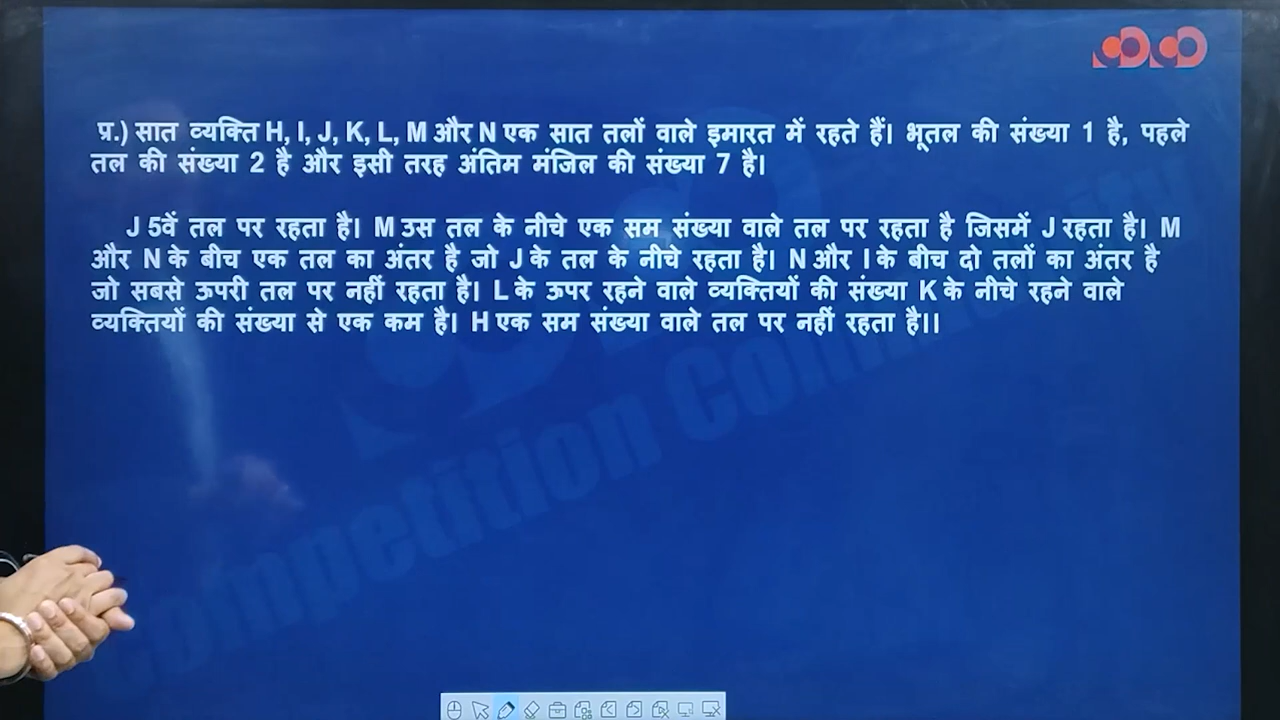 प्र.) सात व्यक्ति H, I, J, K, L, M और N एक सात तलों वाले इमारत में रहते हैं। भूतल की संख्या 1 है, पहले
तल की संख्या 2 है और इसी तरह अंतिम मंजिल की संख्या 7 है।
J 5वें तल पर रहता है। M उस तल के नीचे एक सम संख्या वाले तल पर रहता है जिसमें J रहता है। M
और N के बीच एक तल का अंतर है जो J के तल के नीचे रहता है। N और I के बीच दो तलों का अंतर है
जो सबसे ऊपरी तल पर नहीं रहता है। L के ऊपर रहने वाले व्यक्तियों की संख्या K के नीचे रहने वाले
व्यक्तियों की संख्या से एक कम है। H एक सम संख्या वाले तल पर नहीं रहता है।।
Competition Community